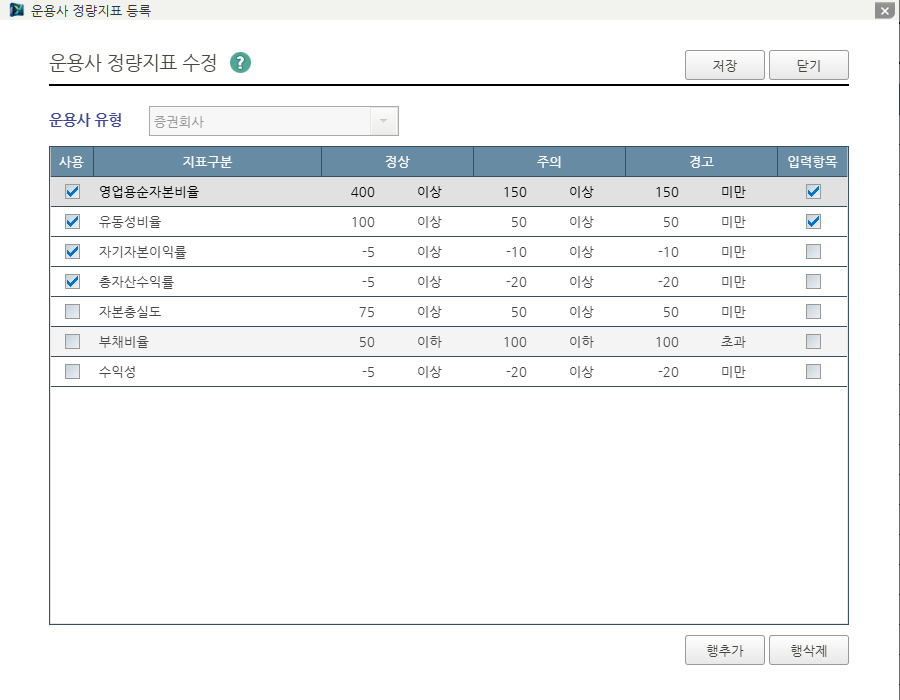 운용사 정량지표 등록
운용사 정량지표 수정 ? 저장 닫기
운용사 유형 증권회사
사용 지표구분 정상 주의 경고 입력항목
영업용순자본비율 400 이상 150 이상 150 미만
유동성비율 100 이상 50 이상 50 미만
자기자본이익률 -5 이상 -10 이상 -10 미만
총자산수익률 -5 이상 -20 이상 -20 미만
자본충실도 75 이상 50 이상 50 미만
부채비율 50 이하 100 이하 100 초과
수익성 -5 이상 -20 이상 -20 미만
행추가 행삭제